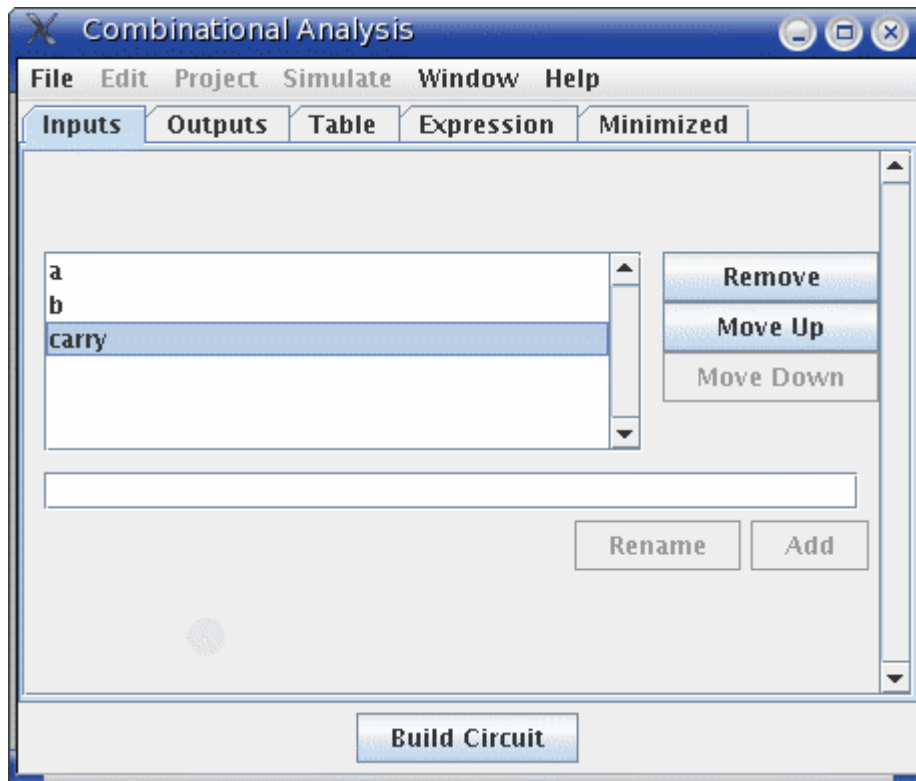 Combinational Analysis
File Edit Project Simulate Window Help
Inputs Outputs Table Expression Minimized
a
b
carry
Remove
Move Up
Move Down
Rename Add
Build Circuit